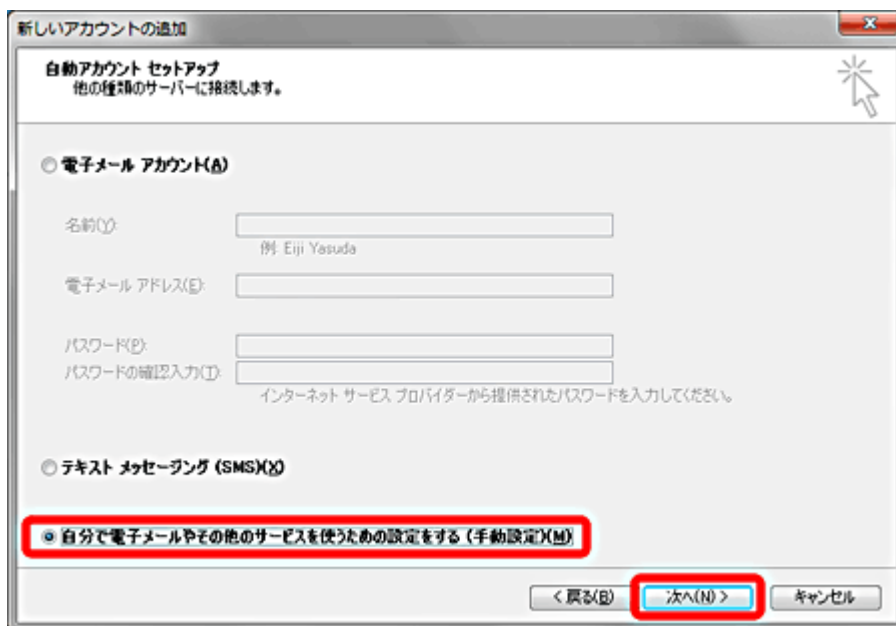 新しいアカウントの追加
自動アカウント セットアップ
他の種類のサーバーに接続します。
電子メール アカウント(A)
名前(Y):
例: Eiji Yasuda
電子メール アドレス(E):
パスワード(P):
パスワードの確認入力(T):
インターネット サービス プロバイダーから提供されたパスワードを入力してください。
テキスト メッセージング (SMS)(X)
自分で電子メールやその他のサービスを使うための設定をする (手動設定)(M)
< 戻る(B)
次へ(N) >
キャンセル